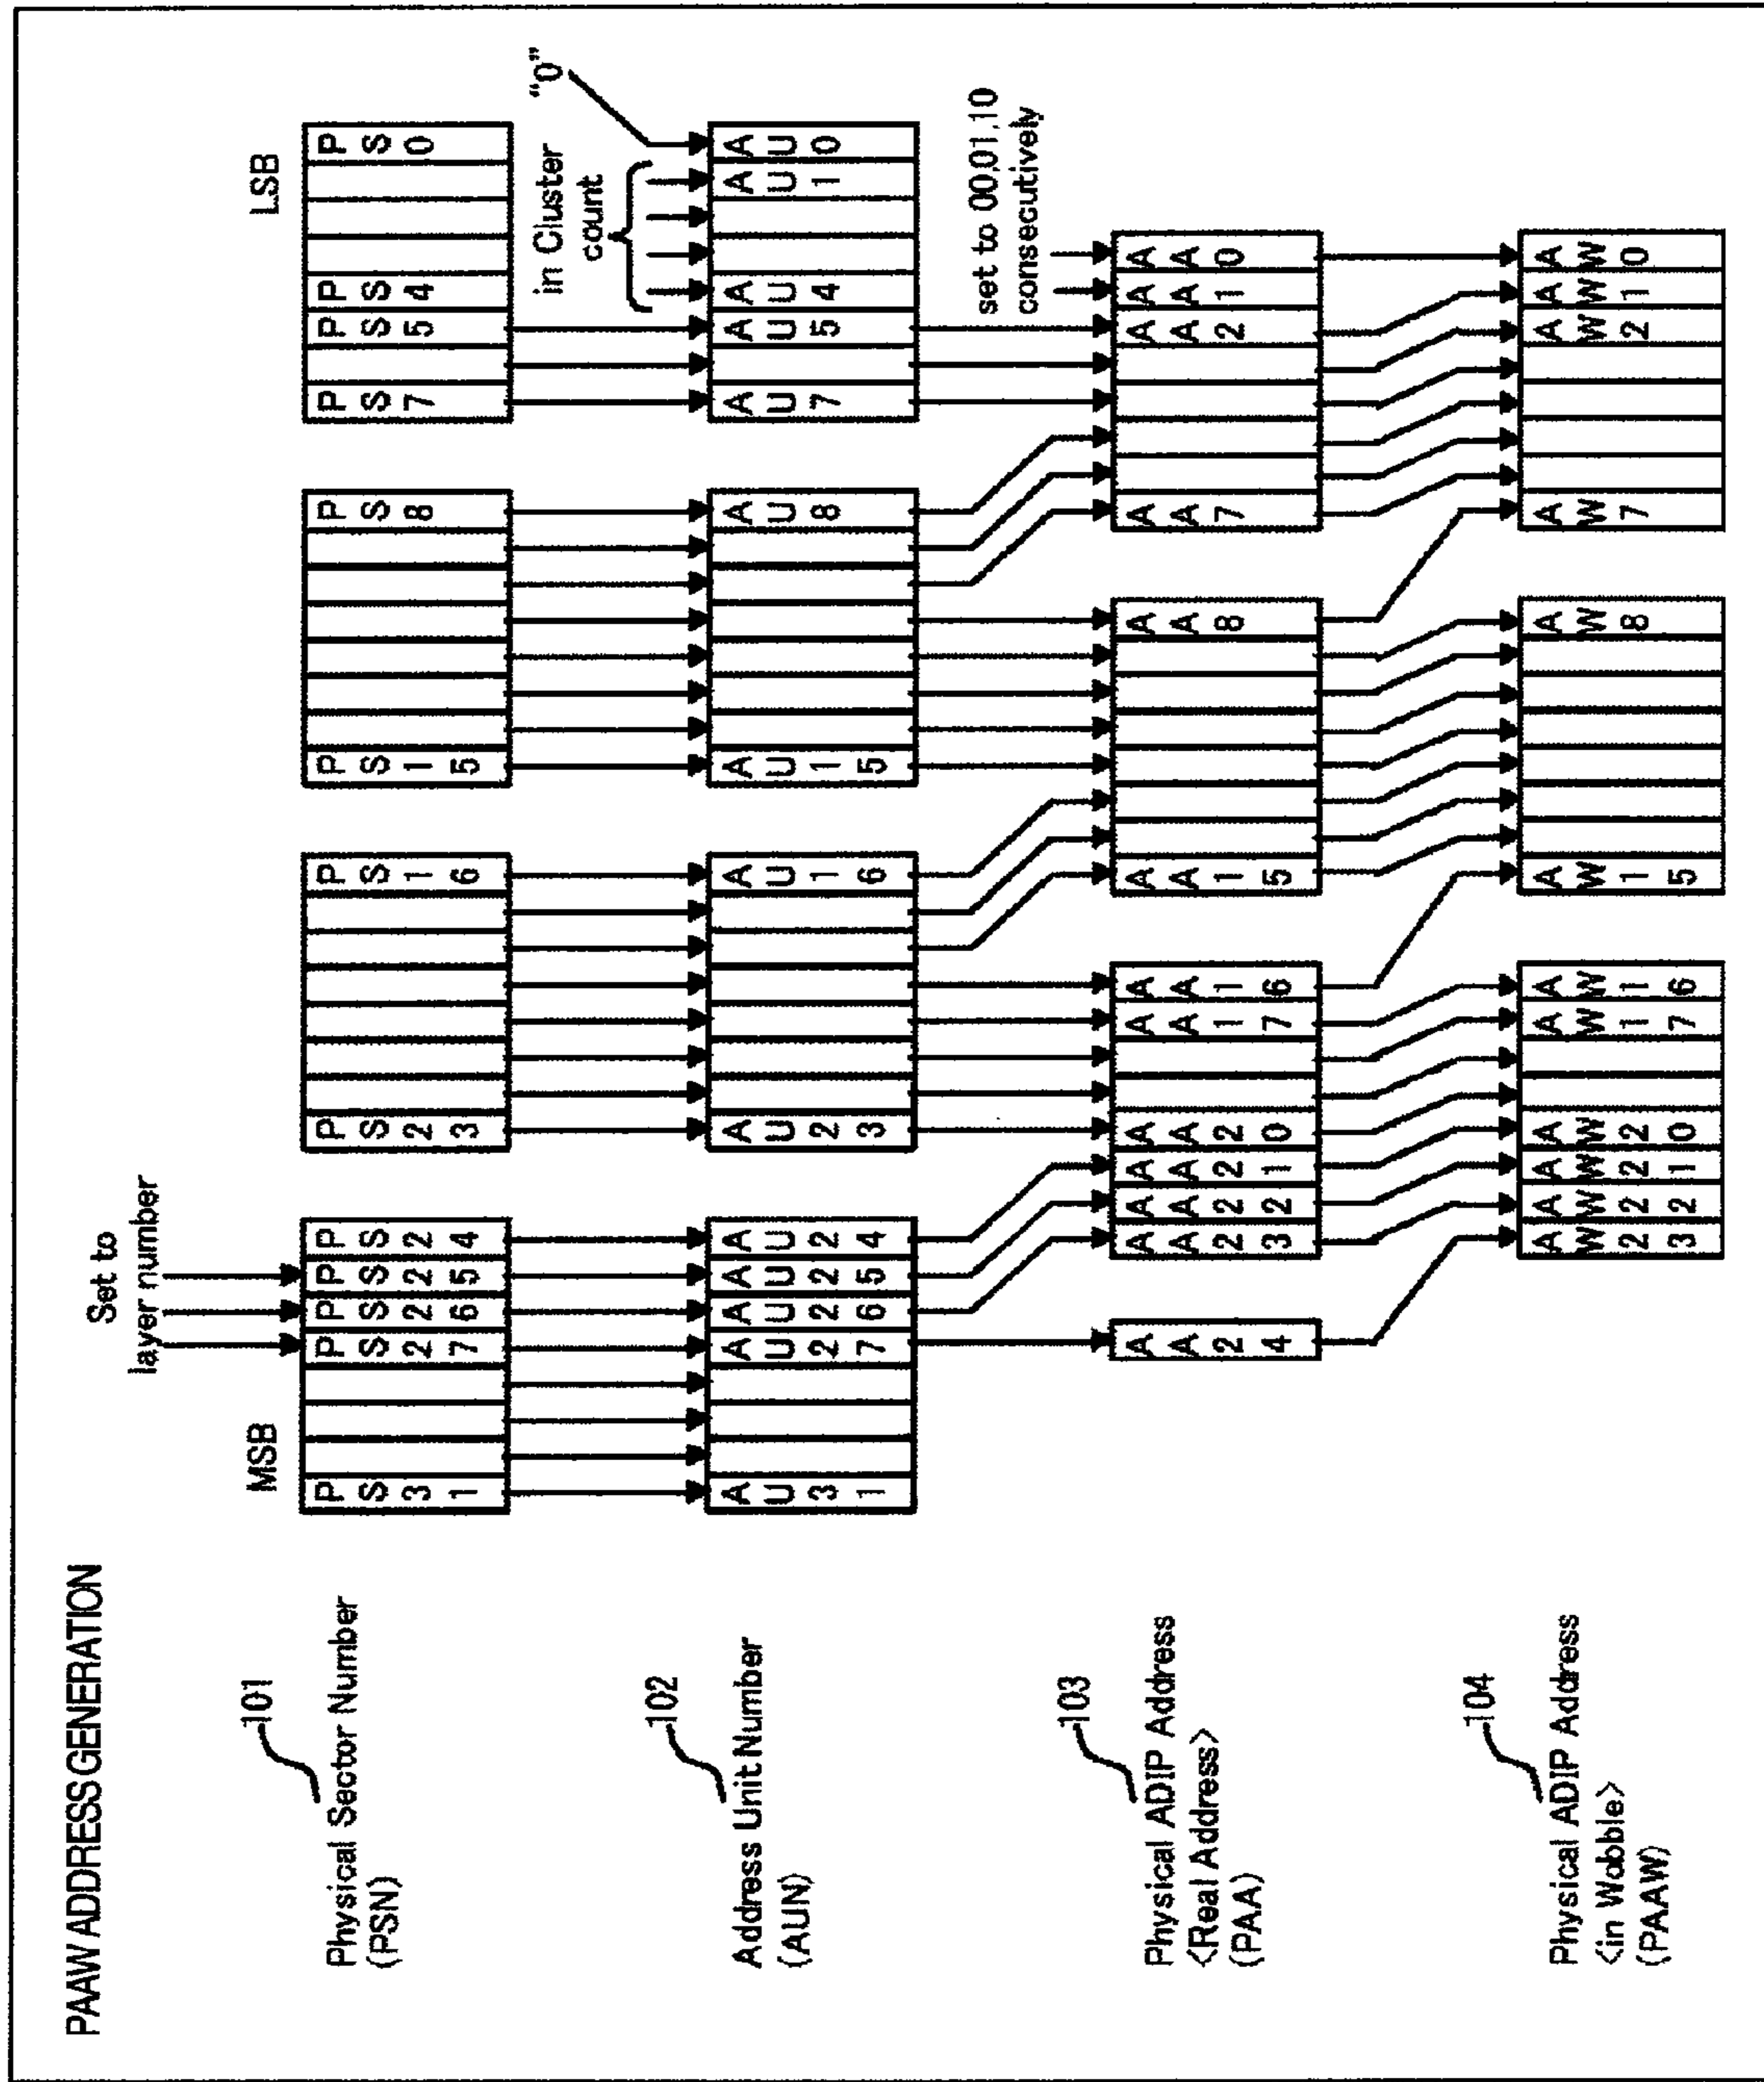 PAAW ADDRESS GENERATION
Set to
layer number
MSB
LSB
101
Physical Sector Number
(PSN)
PS31 PS27 PS26 PS25 PS24
PS23 PS16
PS15 PS8
PS7 PS5 PS4 PS0
in Cluster
count
"0"
102
Address Unit Number
(AUN)
AU31 AU27 AU26 AU25 AU24
AU23 AU16
AU15 AU8
AU7 AU5 AU4 AU1 AU0
set to 00,01,10
consecutively
103
Physical ADIP Address
<Real Address>
(PAA)
AA24
AA23 AA22 AA21 AA20 AA17 AA16
AA15 AA8
AA7 AA2 AA1 AA0
104
Physical ADIP Address
<in Wobble>
(PAAW)
AW23 AW22 AW21 AW20 AW17 AW16
AW15 AW8
AW7 AW2 AW1 AW0